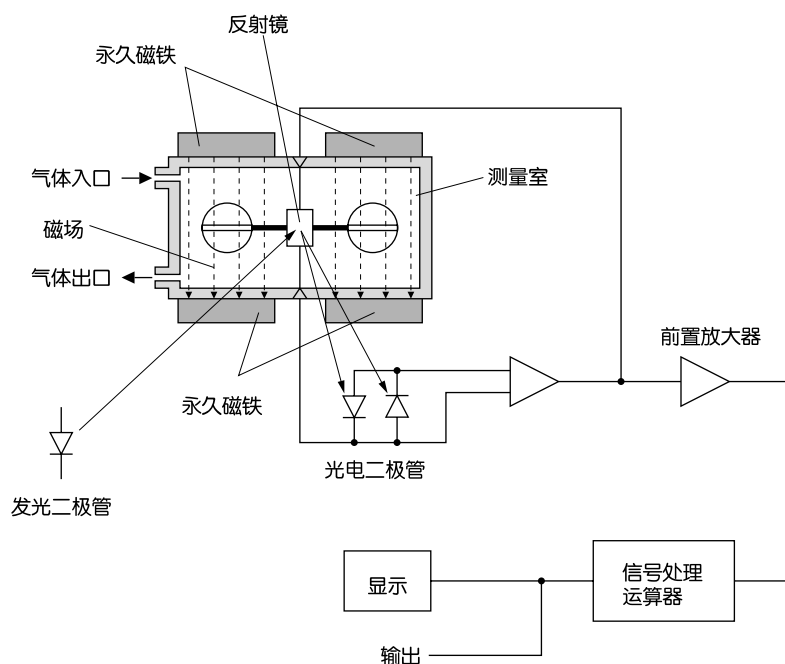 反射镜
永久磁铁
气体入口
测量室
磁场
气体出口
前置放大器
永久磁铁
光电二极管
发光二极管
信号处理
运算器
显示
输出